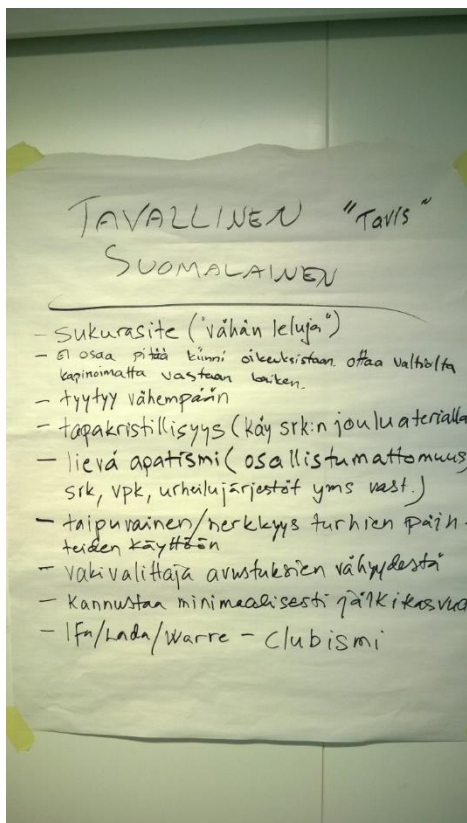 TAVALLINEN "Tavis"
SUOMALAINEN
- sukurasite ("vähän leluja")
- Ei osaa pitää kiinni oikeuksistaan, ottaa valtiolta
kapinoimatta vastaan kaiken.
- tyytyy vähempään
- tapakristillisyys (käy srk:n jouluaterialla
- lievä apatismi (osallistumattomuus
srk, vpk, urheilujärjestöt yms vast.)
- taipuvainen/herkkyys turhien päih-
teiden käyttöön
- vakivalittaja avustuksien vähyydestä
- kannustaa minimaalisesti jälkikasvua
- Ifa/Lada/Warre - clubismi